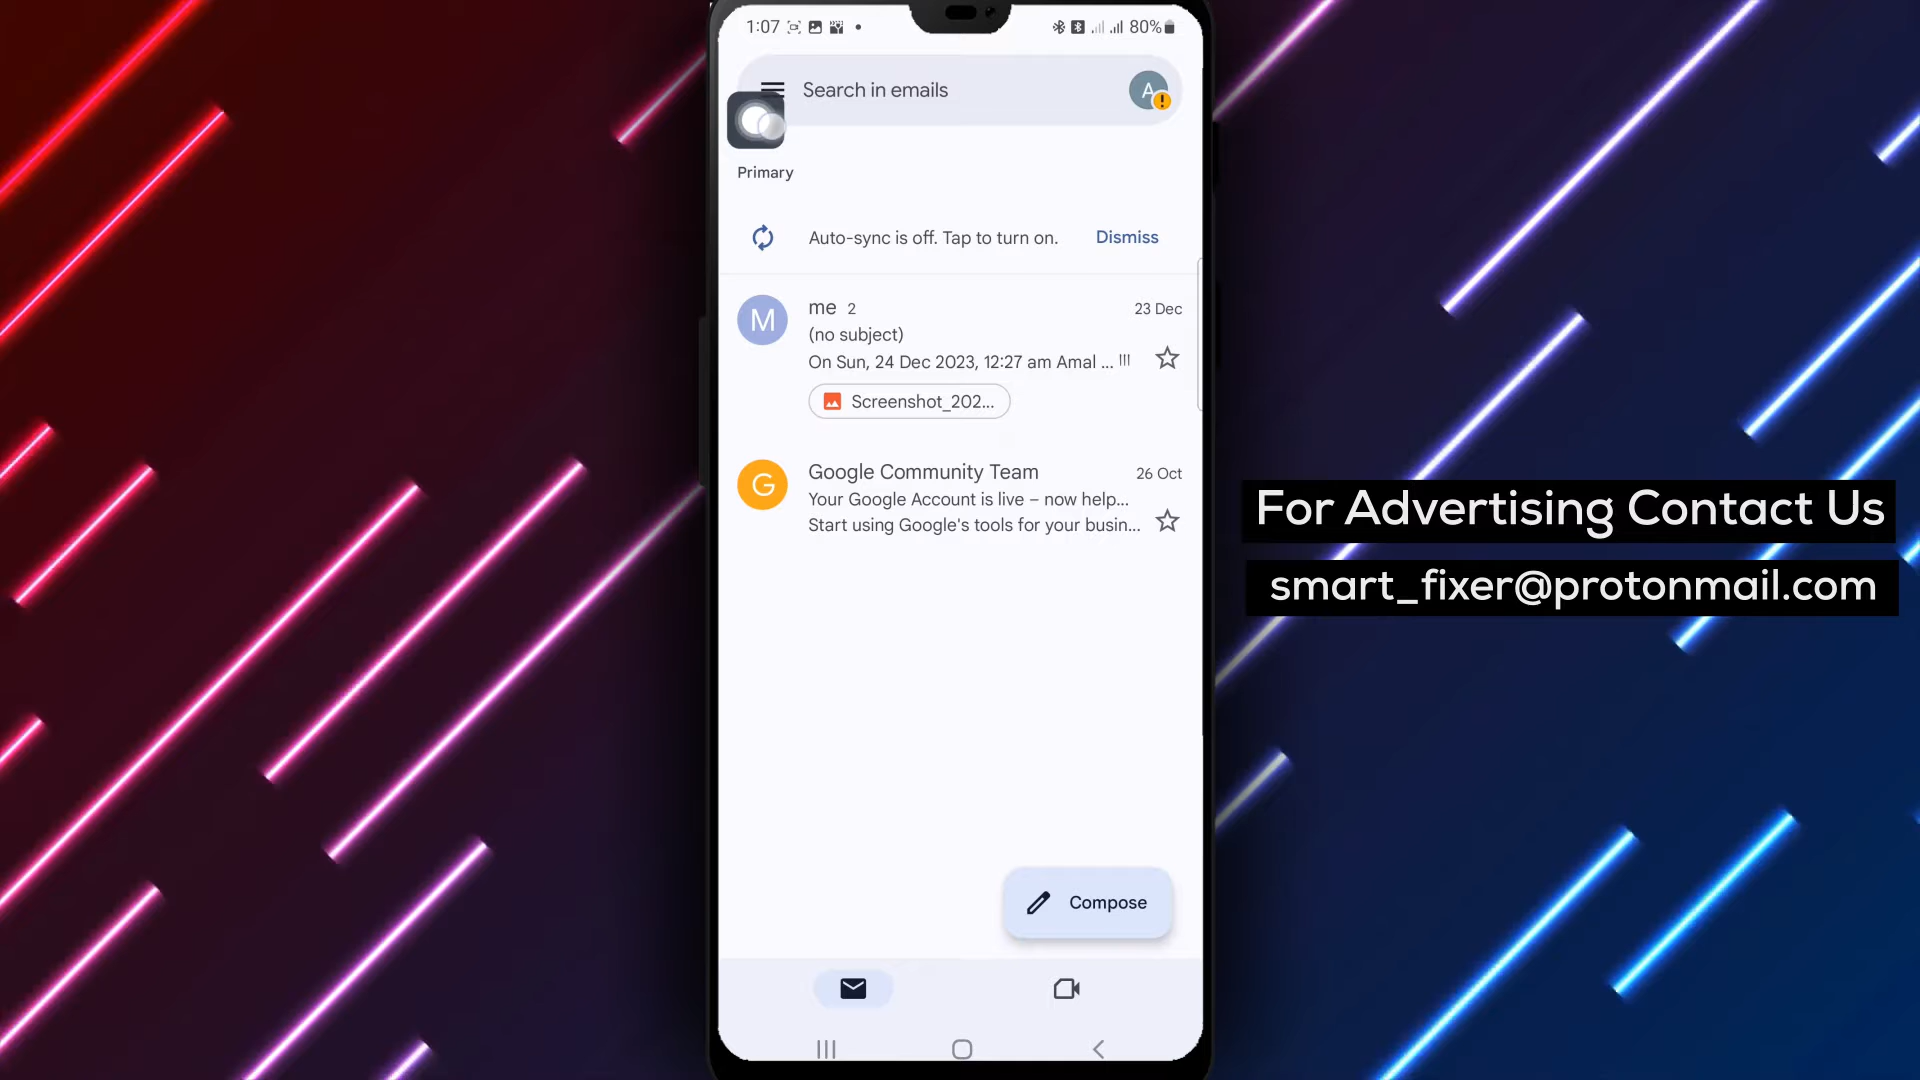 1:07
80%
Search in emails
A
Primary
Auto-sync is off. Tap to turn on.
Dismiss
M
me 2
23 Dec
(no subject)
On Sun, 24 Dec 2023, 12:27 am Amal ...
Screenshot_202...
G
Google Community Team
26 Oct
Your Google Account is live – now help...
Start using Google's tools for your busin...
Compose
For Advertising Contact Us
smart_fixer@protonmail.com